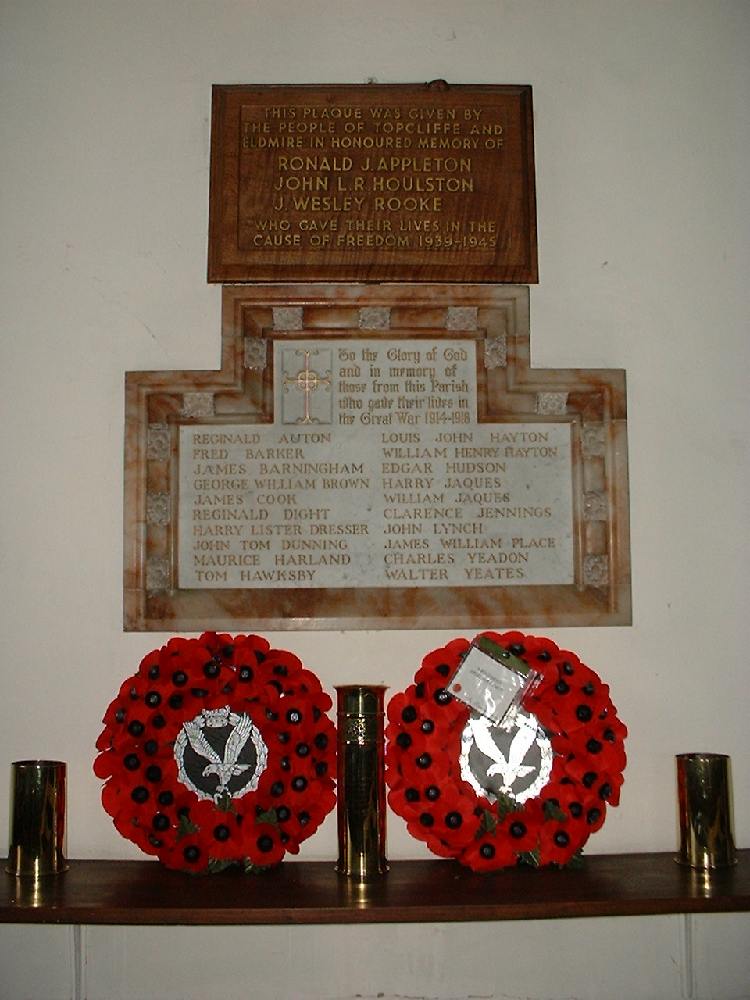 THIS PLAQUE WAS GIVEN BY
THE PEOPLE OF TOPCLIFFE AND
ELDMIRE IN HONOURED MEMORY OF
RONALD J. APPLETON
JOHN L.R. HOULSTON
J. WESLEY ROOKE
WHO GAVE THEIR LIVES IN THE
CAUSE OF FREEDOM 1939-1945
To the Glory of God
and in memory of
those from this Parish
who gave their lives in
the Great War 1914-1918
REGINALD AUTON
FRED BARKER
JAMES BARNINGHAM
GEORGE WILLIAM BROWN
JAMES COOK
REGINALD DIGHT
HARRY LISTER DRESSER
JOHN TOM DUNNING
MAURICE HARLAND
TOM HAWKSBY
LOUIS JOHN HAYTON
WILLIAM HENRY HAYTON
EDGAR HUDSON
HARRY JAQUES
WILLIAM JAQUES
CLARENCE JENNINGS
JOHN LYNCH
JAMES WILLIAM PLACE
CHARLES YEADON
WALTER YEATES